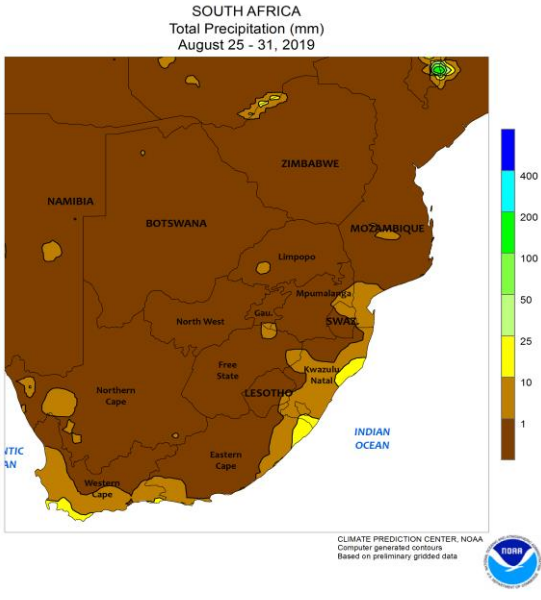 SOUTH AFRICA
Total Precipitation (mm)
August 25 - 31, 2019
ZIMBABWE
NAMIBIA
BOTSWANA
MOZAMBIQUE
Limpopo
Mpumalanga
Gau.
North West
SWAZ.
Free
State
Kwazulu
Natal
Northern
Cape
LESOTHO
Eastern
Cape
Western
Cape
INDIAN
OCEAN
NTIC
AN
400
200
100
50
25
10
1
CLIMATE PREDICTION CENTER, NOAA
Computer generated contours
Based on preliminary gridded data
NOAA